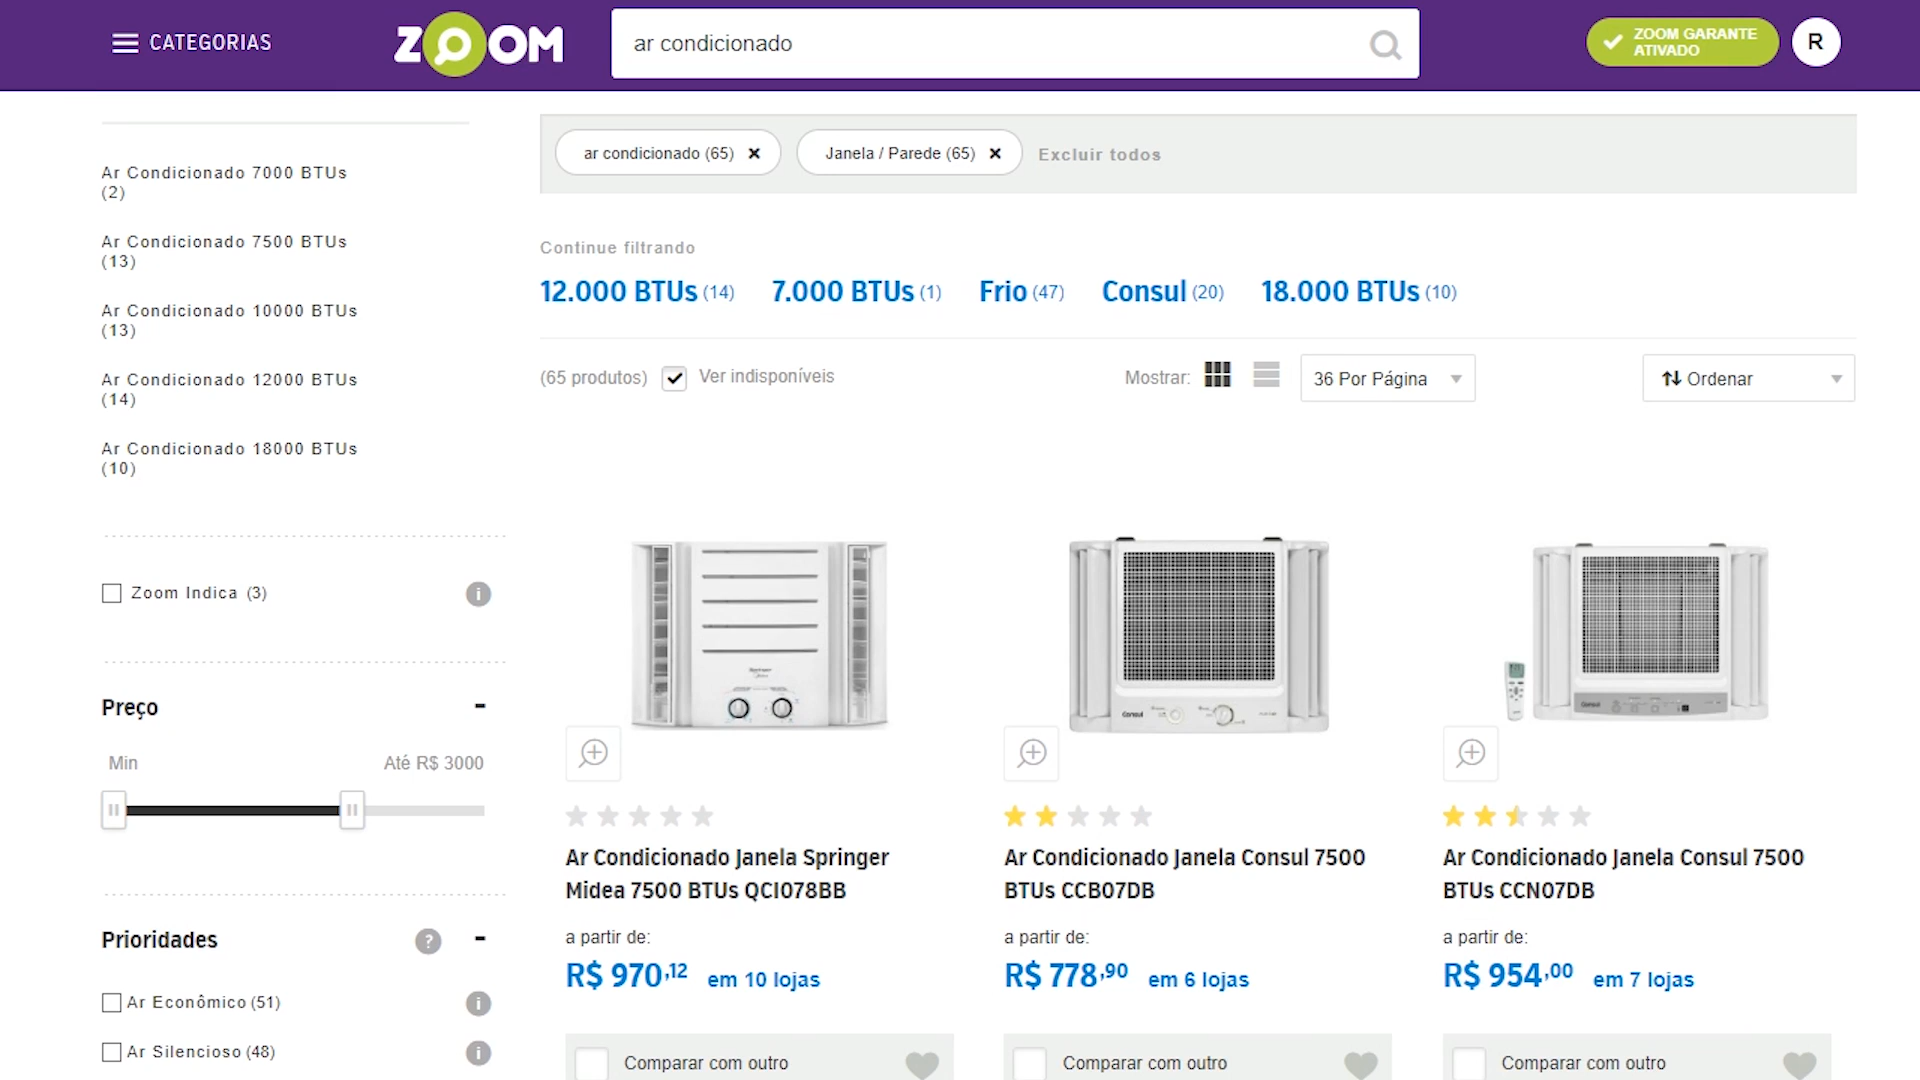 CATEGORIAS
ZOOM
ar condicionado
ZOOM GARANTE
ATIVADO
R
Ar Condicionado 7000 BTUs
(2)
Ar Condicionado 7500 BTUs
(13)
Ar Condicionado 10000 BTUs
(13)
Ar Condicionado 12000 BTUs
(14)
Ar Condicionado 18000 BTUs
(10)
Zoom Indica (3)
i
Preço -
Min Até R$ 3000
Prioridades ? -
Ar Econômico (51) i
Ar Silencioso (48) i
ar condicionado (65) × Janela / Parede (65) × Excluir todos
Continue filtrando
12.000 BTUs (14) 7.000 BTUs (1) Frio (47) Consul (20) 18.000 BTUs (10)
(65 produtos) Ver indisponíveis Mostrar: 36 Por Página Ordenar
Ar Condicionado Janela Springer
Midea 7500 BTUs QCI078BB
a partir de:
R$ 970,12 em 10 lojas
Comparar com outro
Consul
Ar Condicionado Janela Consul 7500
BTUs CCB07DB
a partir de:
R$ 778,90 em 6 lojas
Comparar com outro
Consul
Ar Condicionado Janela Consul 7500
BTUs CCN07DB
a partir de:
R$ 954,00 em 7 lojas
Comparar com outro